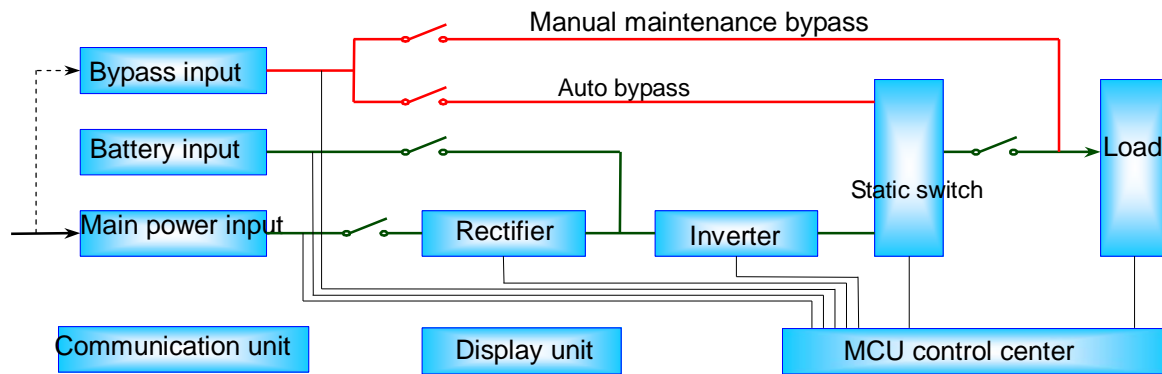 Manual maintenance bypass
Bypass input
Auto bypass
Battery input
Load
Static switch
Main power input
Rectifier
Inverter
Communication unit
Display unit
MCU control center